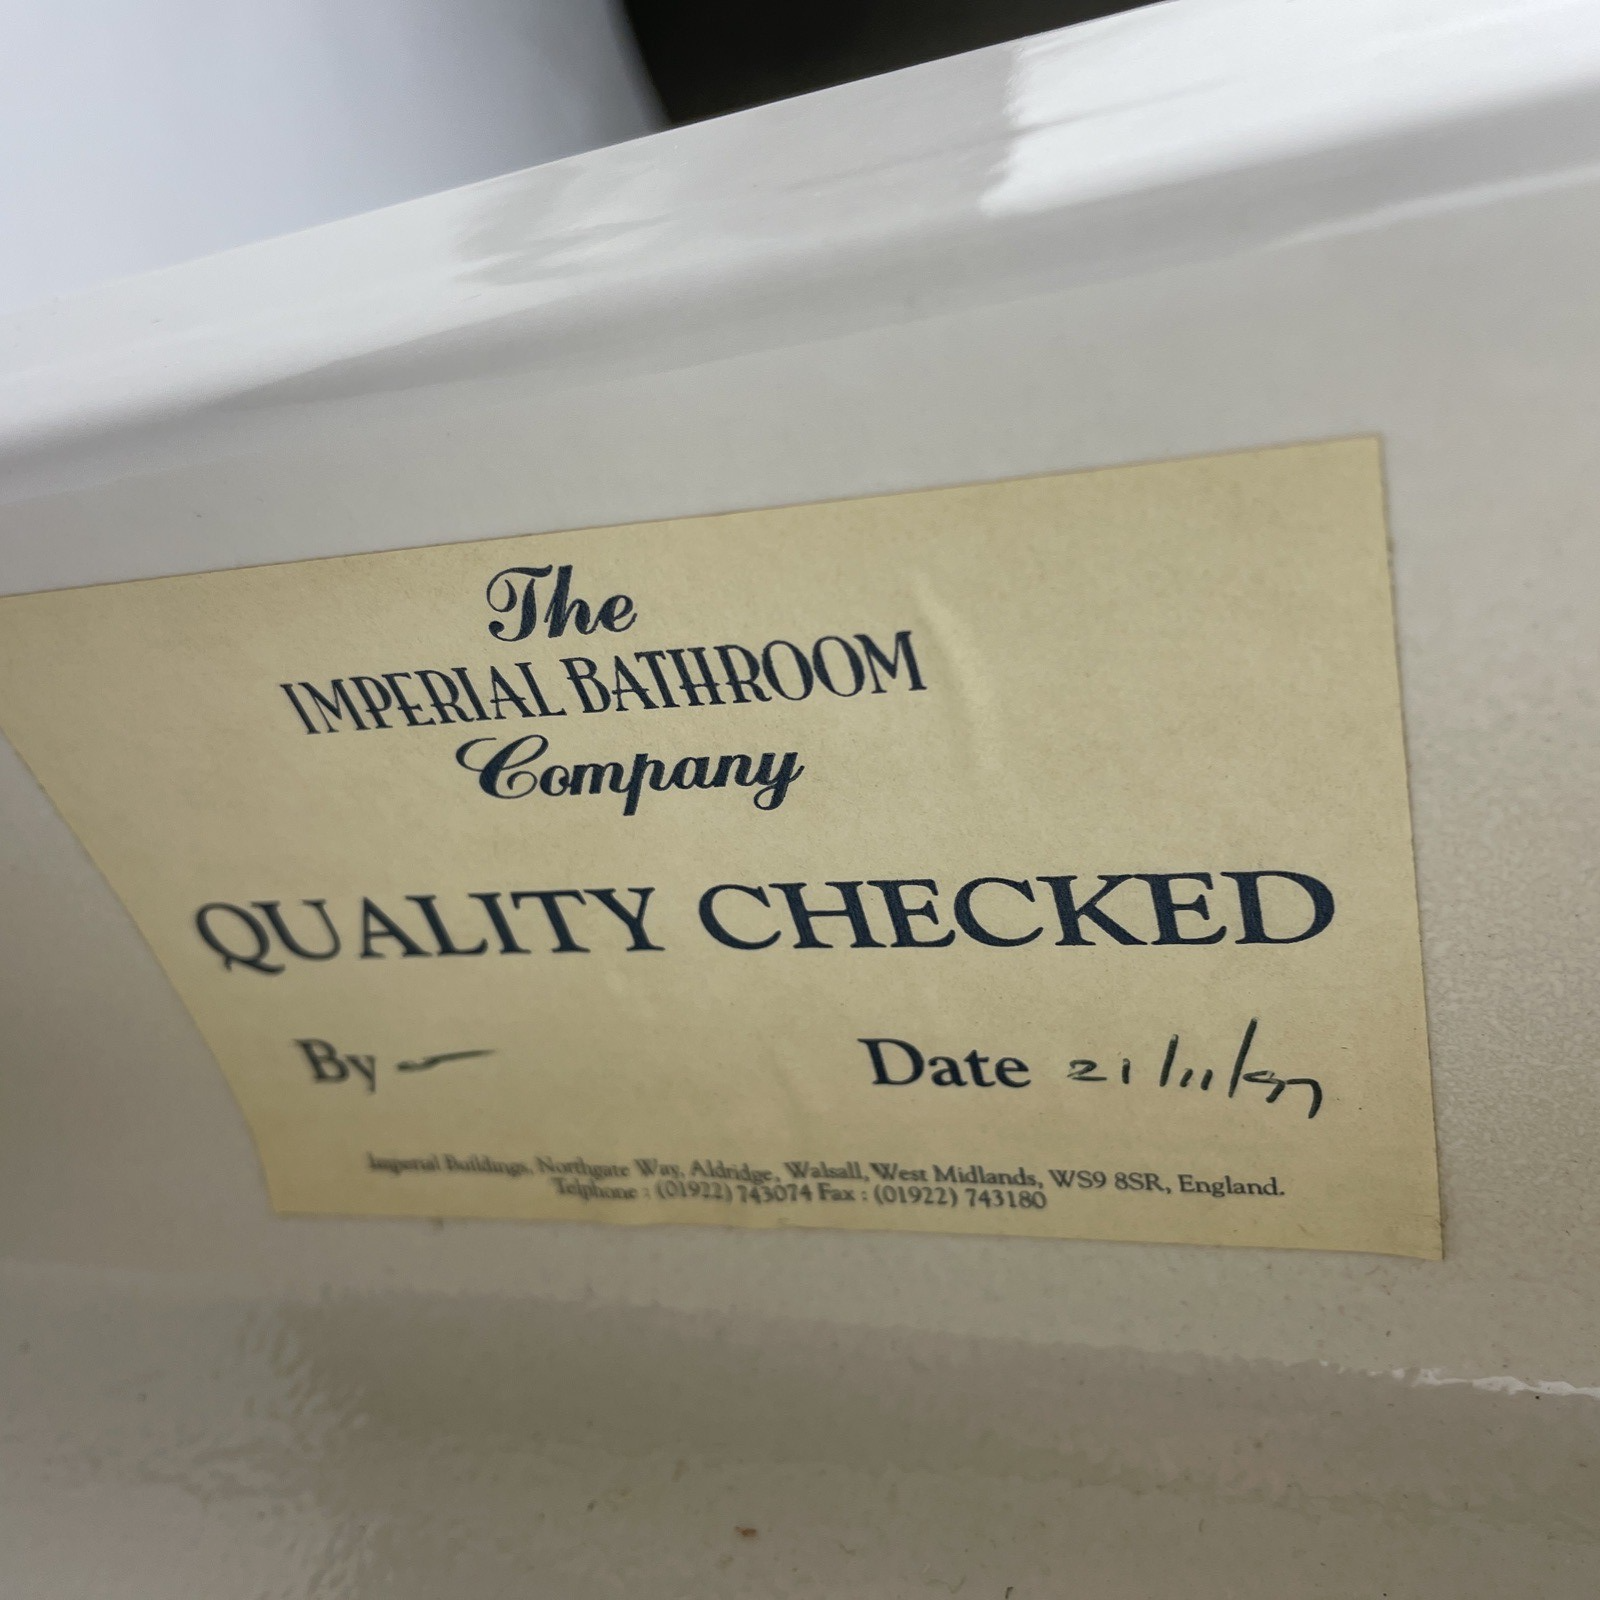 The
IMPERIAL BATHROOM
Company
QUALITY CHECKED
By Date 21/11/97
Imperial Buildings, Northgate Way, Aldridge, Walsall, West Midlands, WS9 8SR, England.
Telphone : (01922) 743074 Fax : (01922) 743180